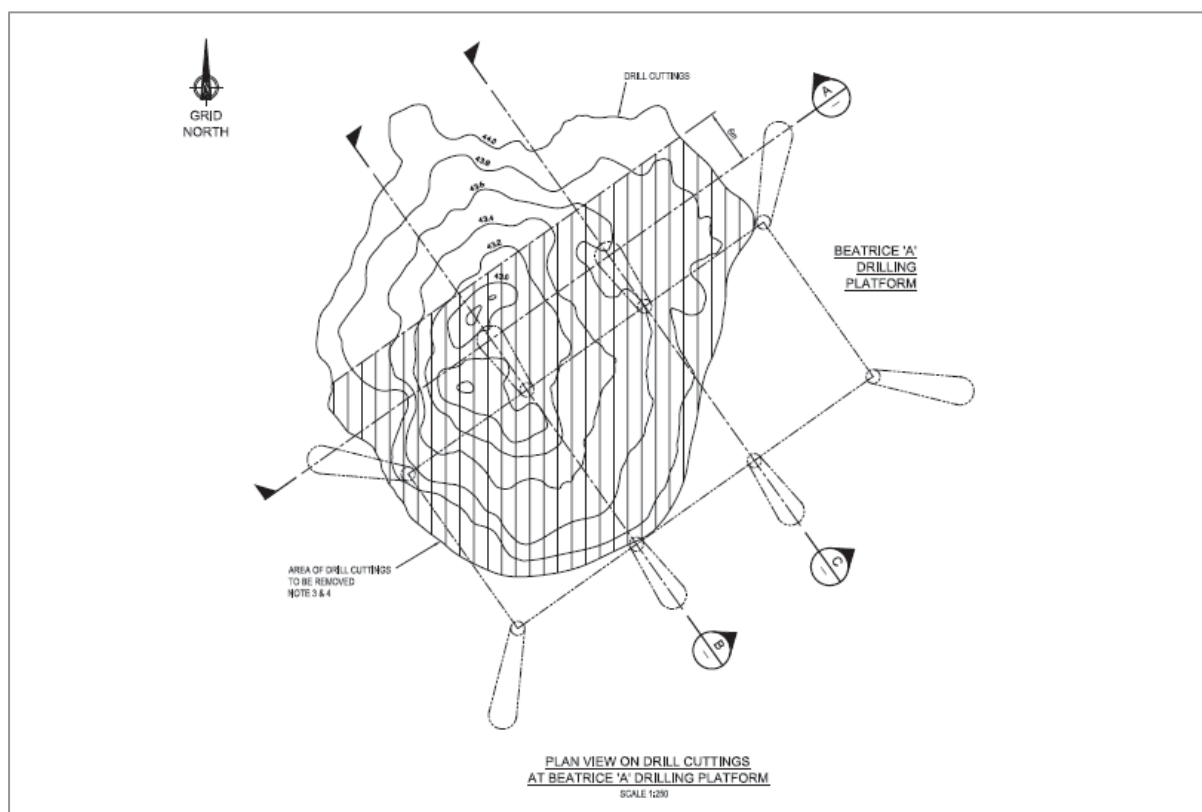 GRID
NORTH
DRILL CUTTINGS
A
6m
44.0
43.8
43.6
43.4
43.2
43.0
BEATRICE 'A'
DRILLING
PLATFORM
AREA OF DRILL CUTTINGS
TO BE REMOVED
NOTE 3 & 4
C
B
PLAN VIEW ON DRILL CUTTINGS
AT BEATRICE 'A' DRILLING PLATFORM
SCALE 1:250